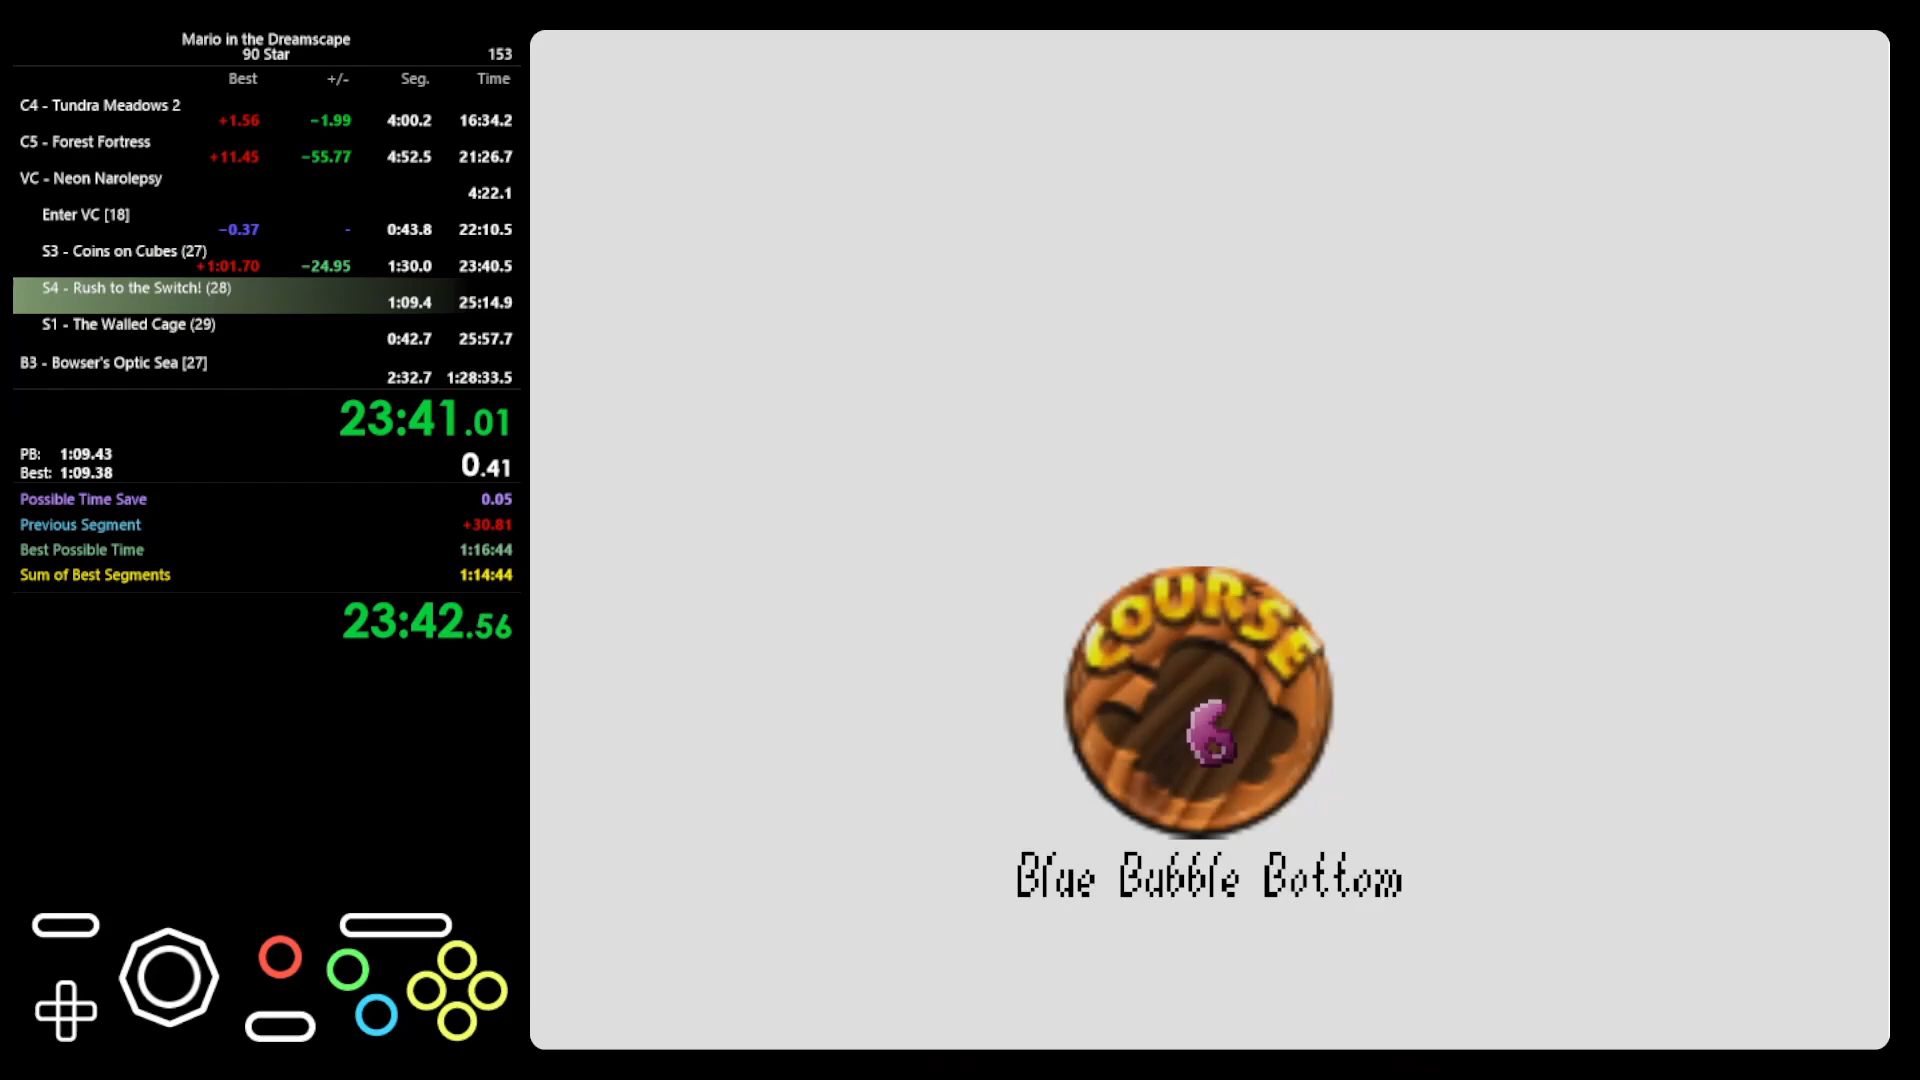 Mario in the Dreamscape
90 Star 153
Best +/- Seg. Time
C4 - Tundra Meadows 2
+1.56 −1.99 4:00.2 16:34.2
C5 - Forest Fortress
+11.45 −55.77 4:52.5 21:26.7
VC - Neon Narolepsy
4:22.1
Enter VC [18]
−0.37 - 0:43.8 22:10.5
S3 - Coins on Cubes (27)
+1:01.70 −24.95 1:30.0 23:40.5
S4 - Rush to the Switch! (28)
1:09.4 25:14.9
S1 - The Walled Cage (29)
0:42.7 25:57.7
B3 - Bowser's Optic Sea [27]
2:32.7 1:28:33.5
23:41.01
PB: 1:09.43
Best: 1:09.38
0.41
Possible Time Save 0.05
Previous Segment +30.81
Best Possible Time 1:16:44
Sum of Best Segments 1:14:44
23:42.56
COURSE
6
Blue Bubble Bottom